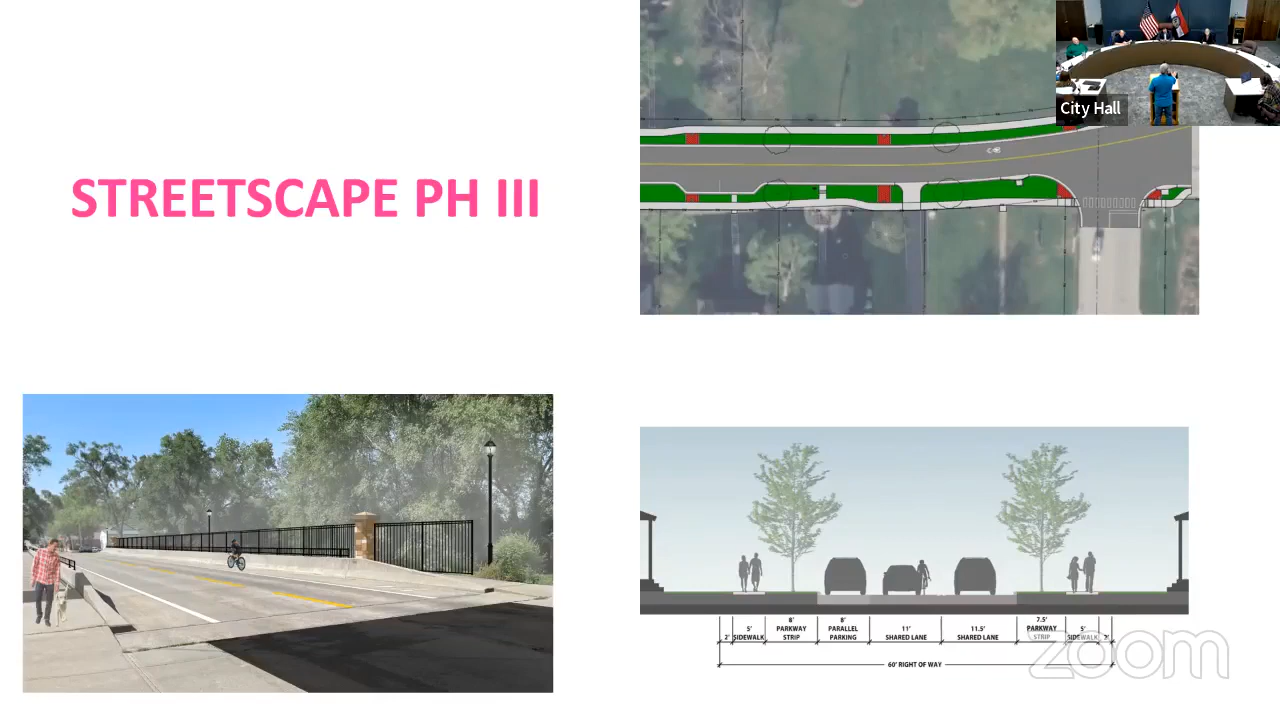 City Hall
STREETSCAPE PH III
2'
5'
SIDEWALK
8'
PARKWAY
STRIP
8'
PARALLEL
PARKING
11'
SHARED LANE
11.5'
SHARED LANE
7.5'
PARKWAY
STRIP
5'
SIDEWALK
2'
60' RIGHT OF WAY
zoom